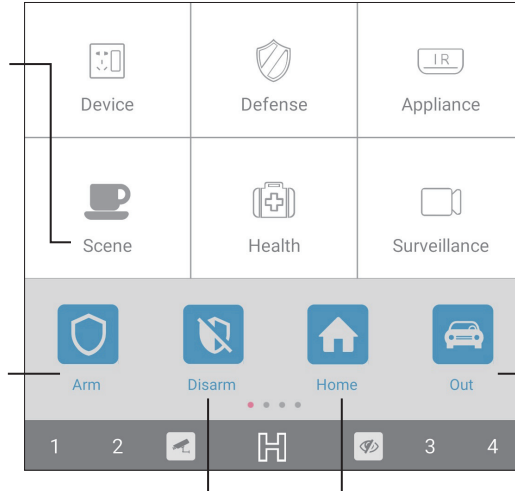 Device Defense IR Appliance
Scene Health Surveillance
Arm Disarm Home Out
1 2 H 3 4